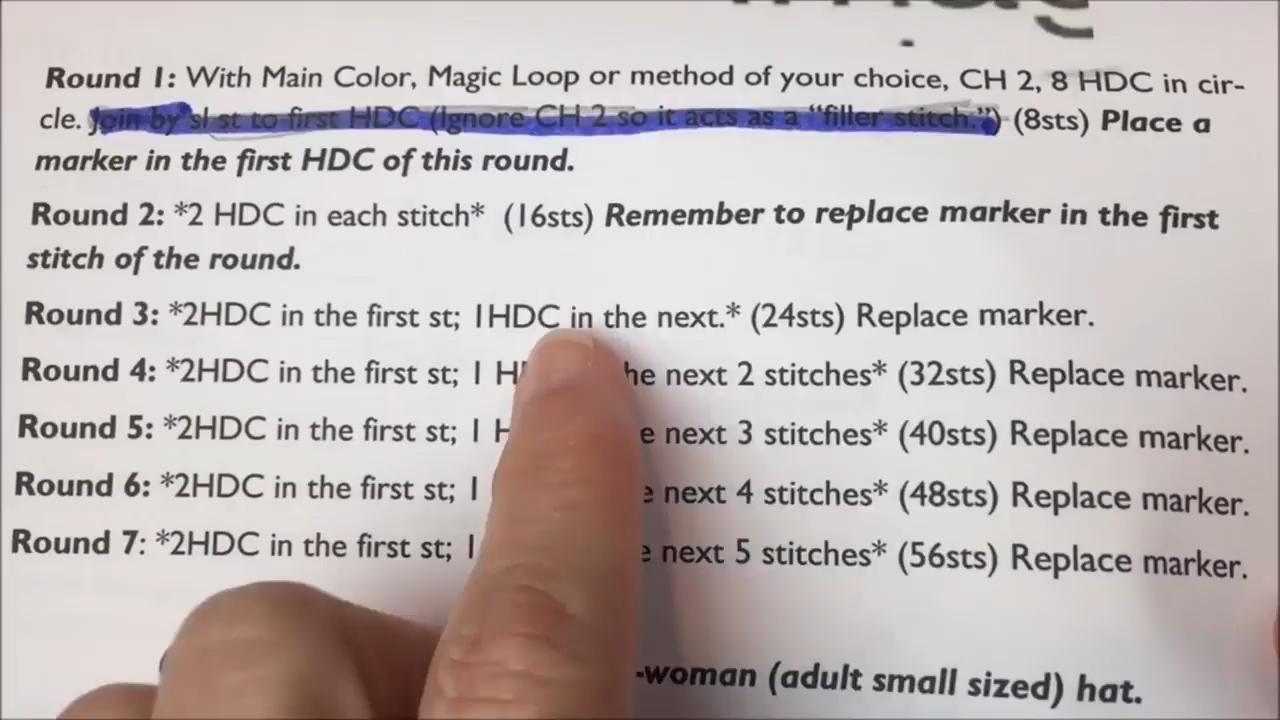 Round 1: With Main Color, Magic Loop or method of your choice, CH 2, 8 HDC in cir-
cle. Join by sl st to first HDC (Ignore CH 2 so it acts as a “filler stitch.”) (8sts) Place a
marker in the first HDC of this round.
Round 2: *2 HDC in each stitch* (16sts) Remember to replace marker in the first
stitch of the round.
Round 3: *2HDC in the first st; 1HDC in the next.* (24sts) Replace marker.
Round 4: *2HDC in the first st; 1 next 2 stitches* (32sts) Replace marker.
Round 5: *2HDC in the first st; 1 next 3 stitches* (40sts) Replace marker.
Round 6: *2HDC in the first st; 1 next 4 stitches* (48sts) Replace marker.
Round 7: *2HDC in the first st; 1 next 5 stitches* (56sts) Replace marker.
-woman (adult small sized) hat.